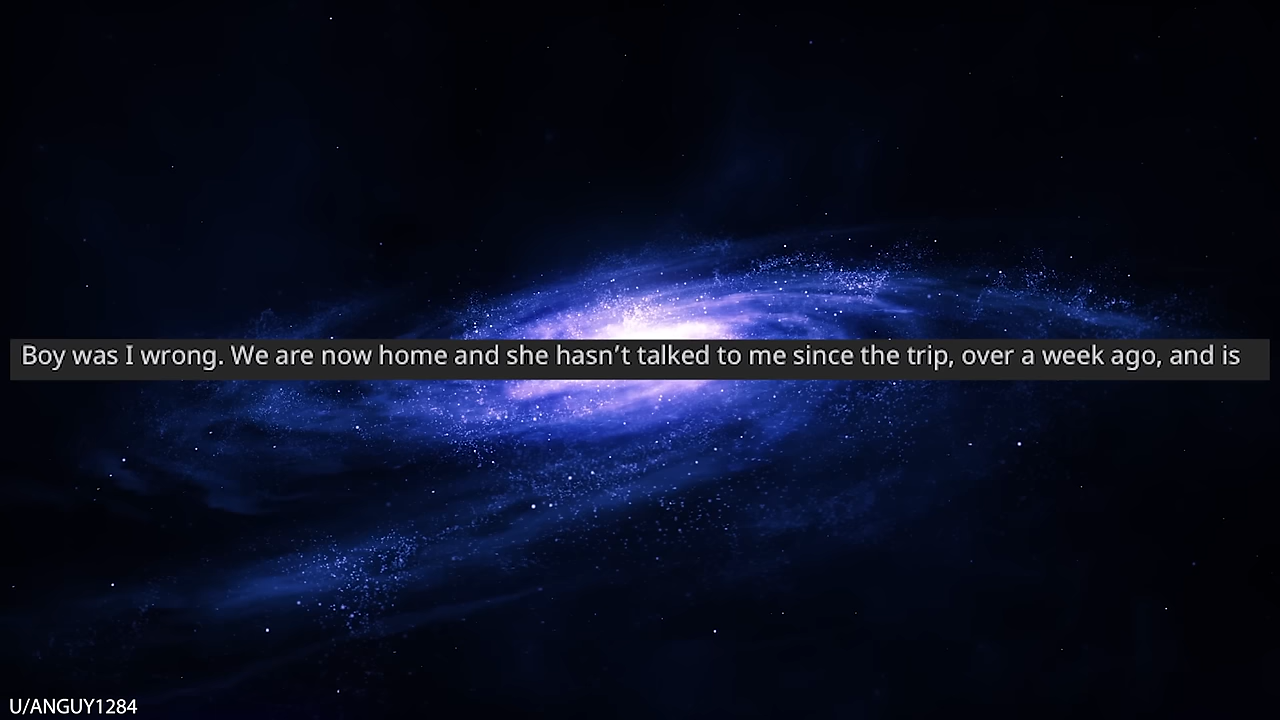 Boy was I wrong. We are now home and she hasn’t talked to me since the trip, over a week ago, and is
U/ANGUY1284